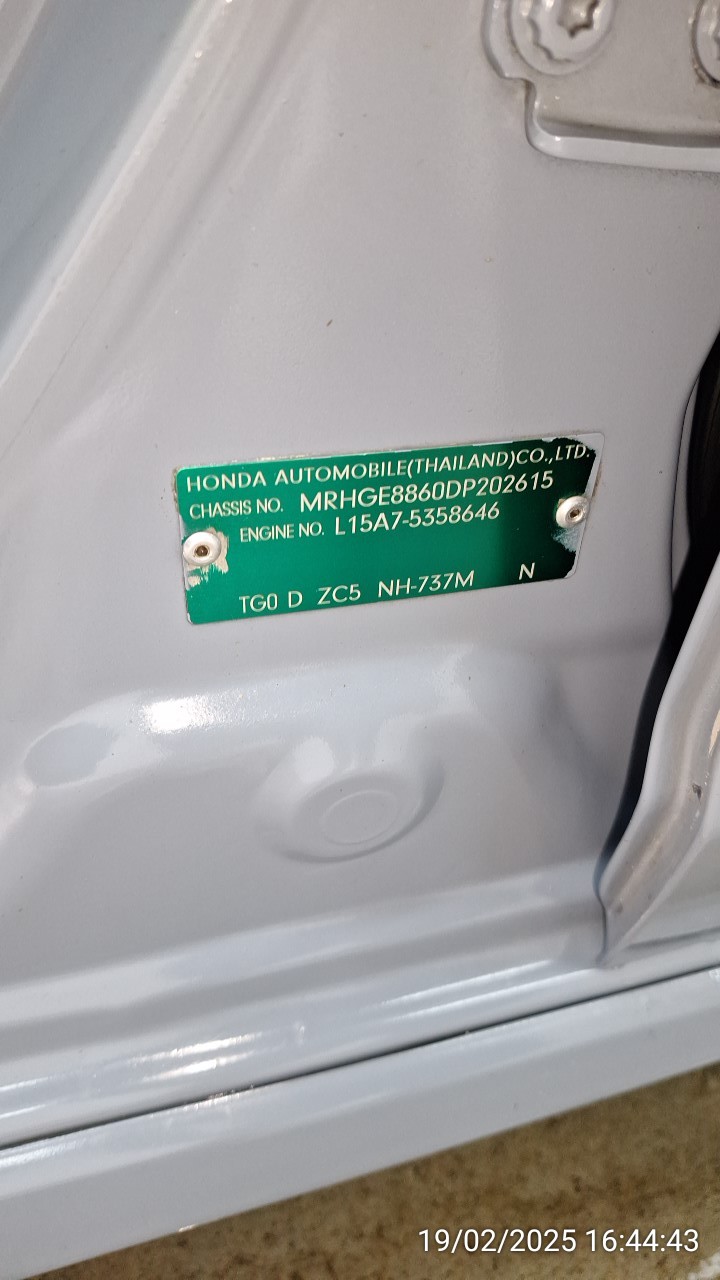 HONDA AUTOMOBILE(THAILAND)CO.,LTD.
CHASSIS NO. MRHGE8860DP202615
ENGINE NO. L15A7-5358646
TG0 D ZC5 NH-737M N
19/02/2025 16:44:43